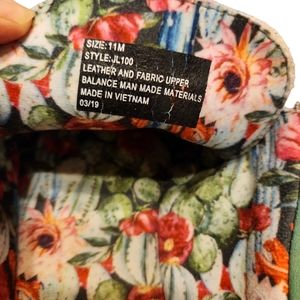 SIZE: 11M
STYLE: JL100
LEATHER AND FABRIC UPPER
BALANCE MAN MADE MATERIALS
MADE IN VIETNAM
03/19